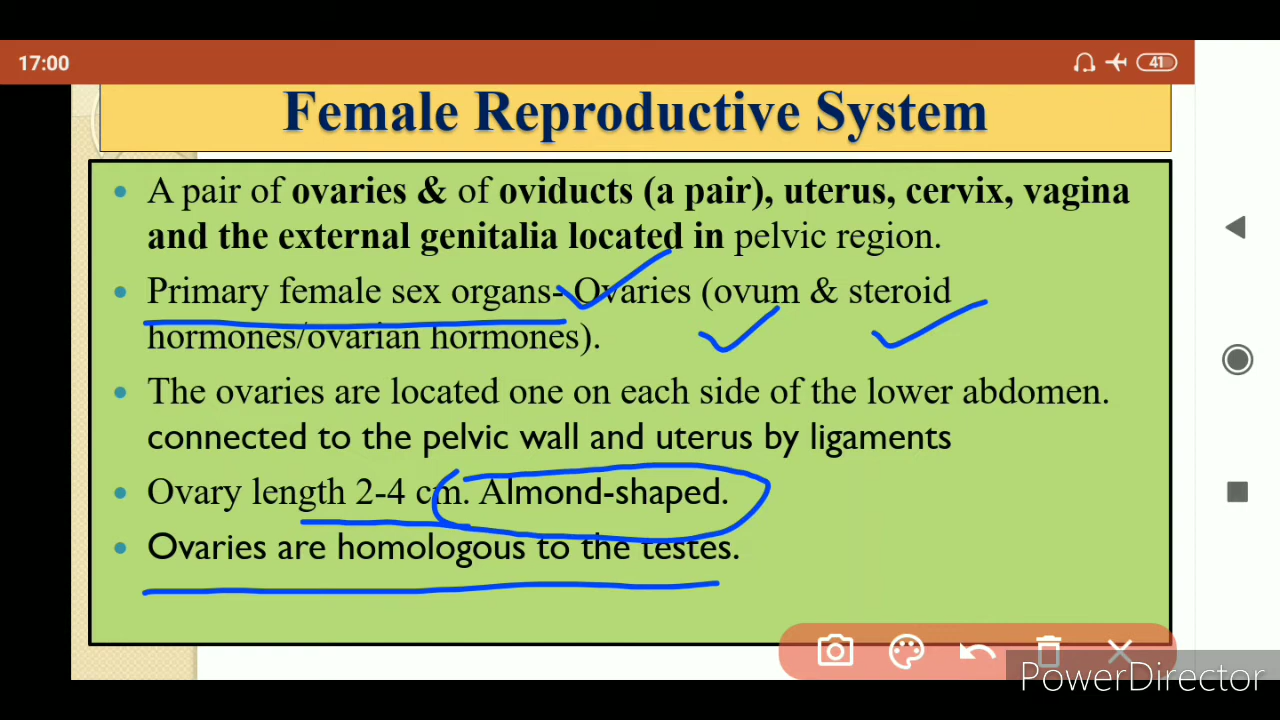 17:00
41
Female Reproductive System
• A pair of ovaries & of oviducts (a pair), uterus, cervix, vagina
and the external genitalia located in pelvic region.
• Primary female sex organs- Ovaries (ovum & steroid
hormones/ovarian hormones).
• The ovaries are located one on each side of the lower abdomen.
connected to the pelvic wall and uterus by ligaments
• Ovary length 2-4 cm. Almond-shaped.
• Ovaries are homologous to the testes.
PowerDirector